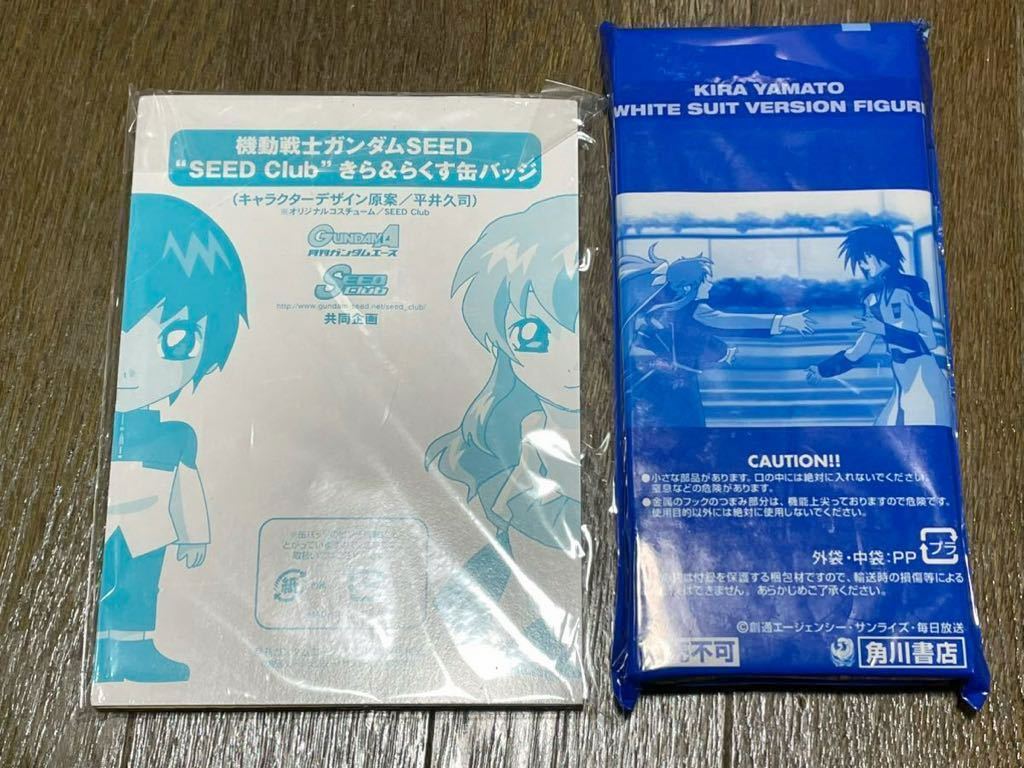 機動戦士ガンダムSEED
"SEED Club"きら&らくす缶バッジ
(キャラクターデザイン原案/平井久司)
※オリジナルコスチューム/SEED Club
GUNDAM A
月刊ガンダムエース
SEED Club
http://www.gundam-seed.net/seed_club/
共同企画
紙
KIRA YAMATO
WHITE SUIT VERSION FIGUR
CAUTION!!
●小さな部品があります。口の中には絶対に入れないでください。
窒息などの危険があります。
●金属のフックのつまみ部分は、機能上尖っておりますので危険です。
使用目的以外には絶対に使用しないでください。
外袋・中袋:PP
プラ
は付録を保護する梱包材ですので、輸送時の損傷等による
はできません。あらかじめご了承ください。
©創通エージェンシー・サンライズ・毎日放送
不可
角川書店